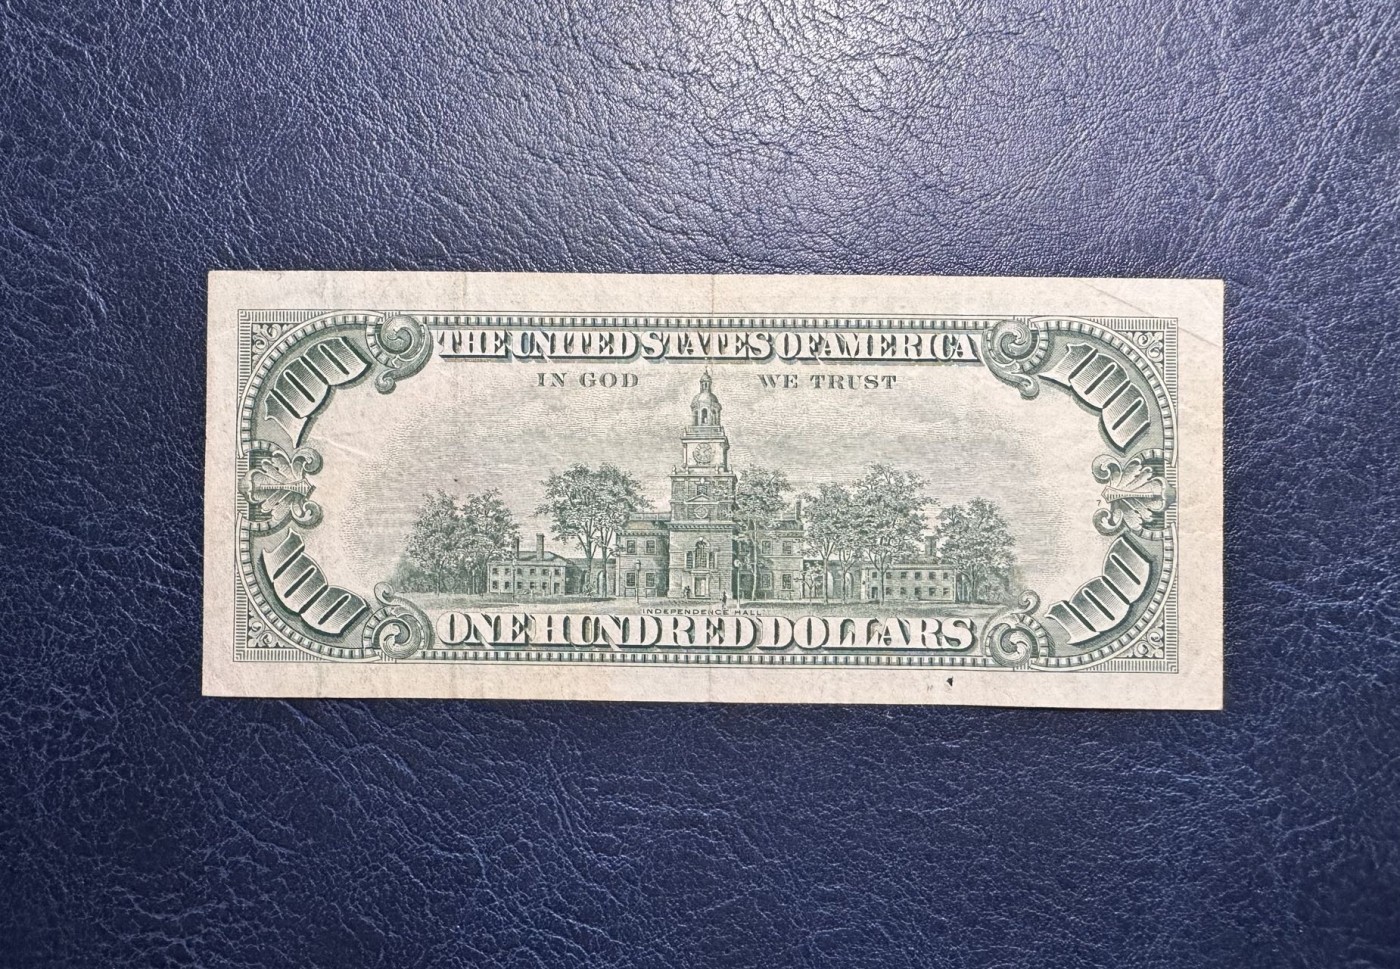 100 THE UNITED STATES OF AMERICA 100
IN GOD WE TRUST
INDEPENDENCE HALL
100 ONE HUNDRED DOLLARS 100